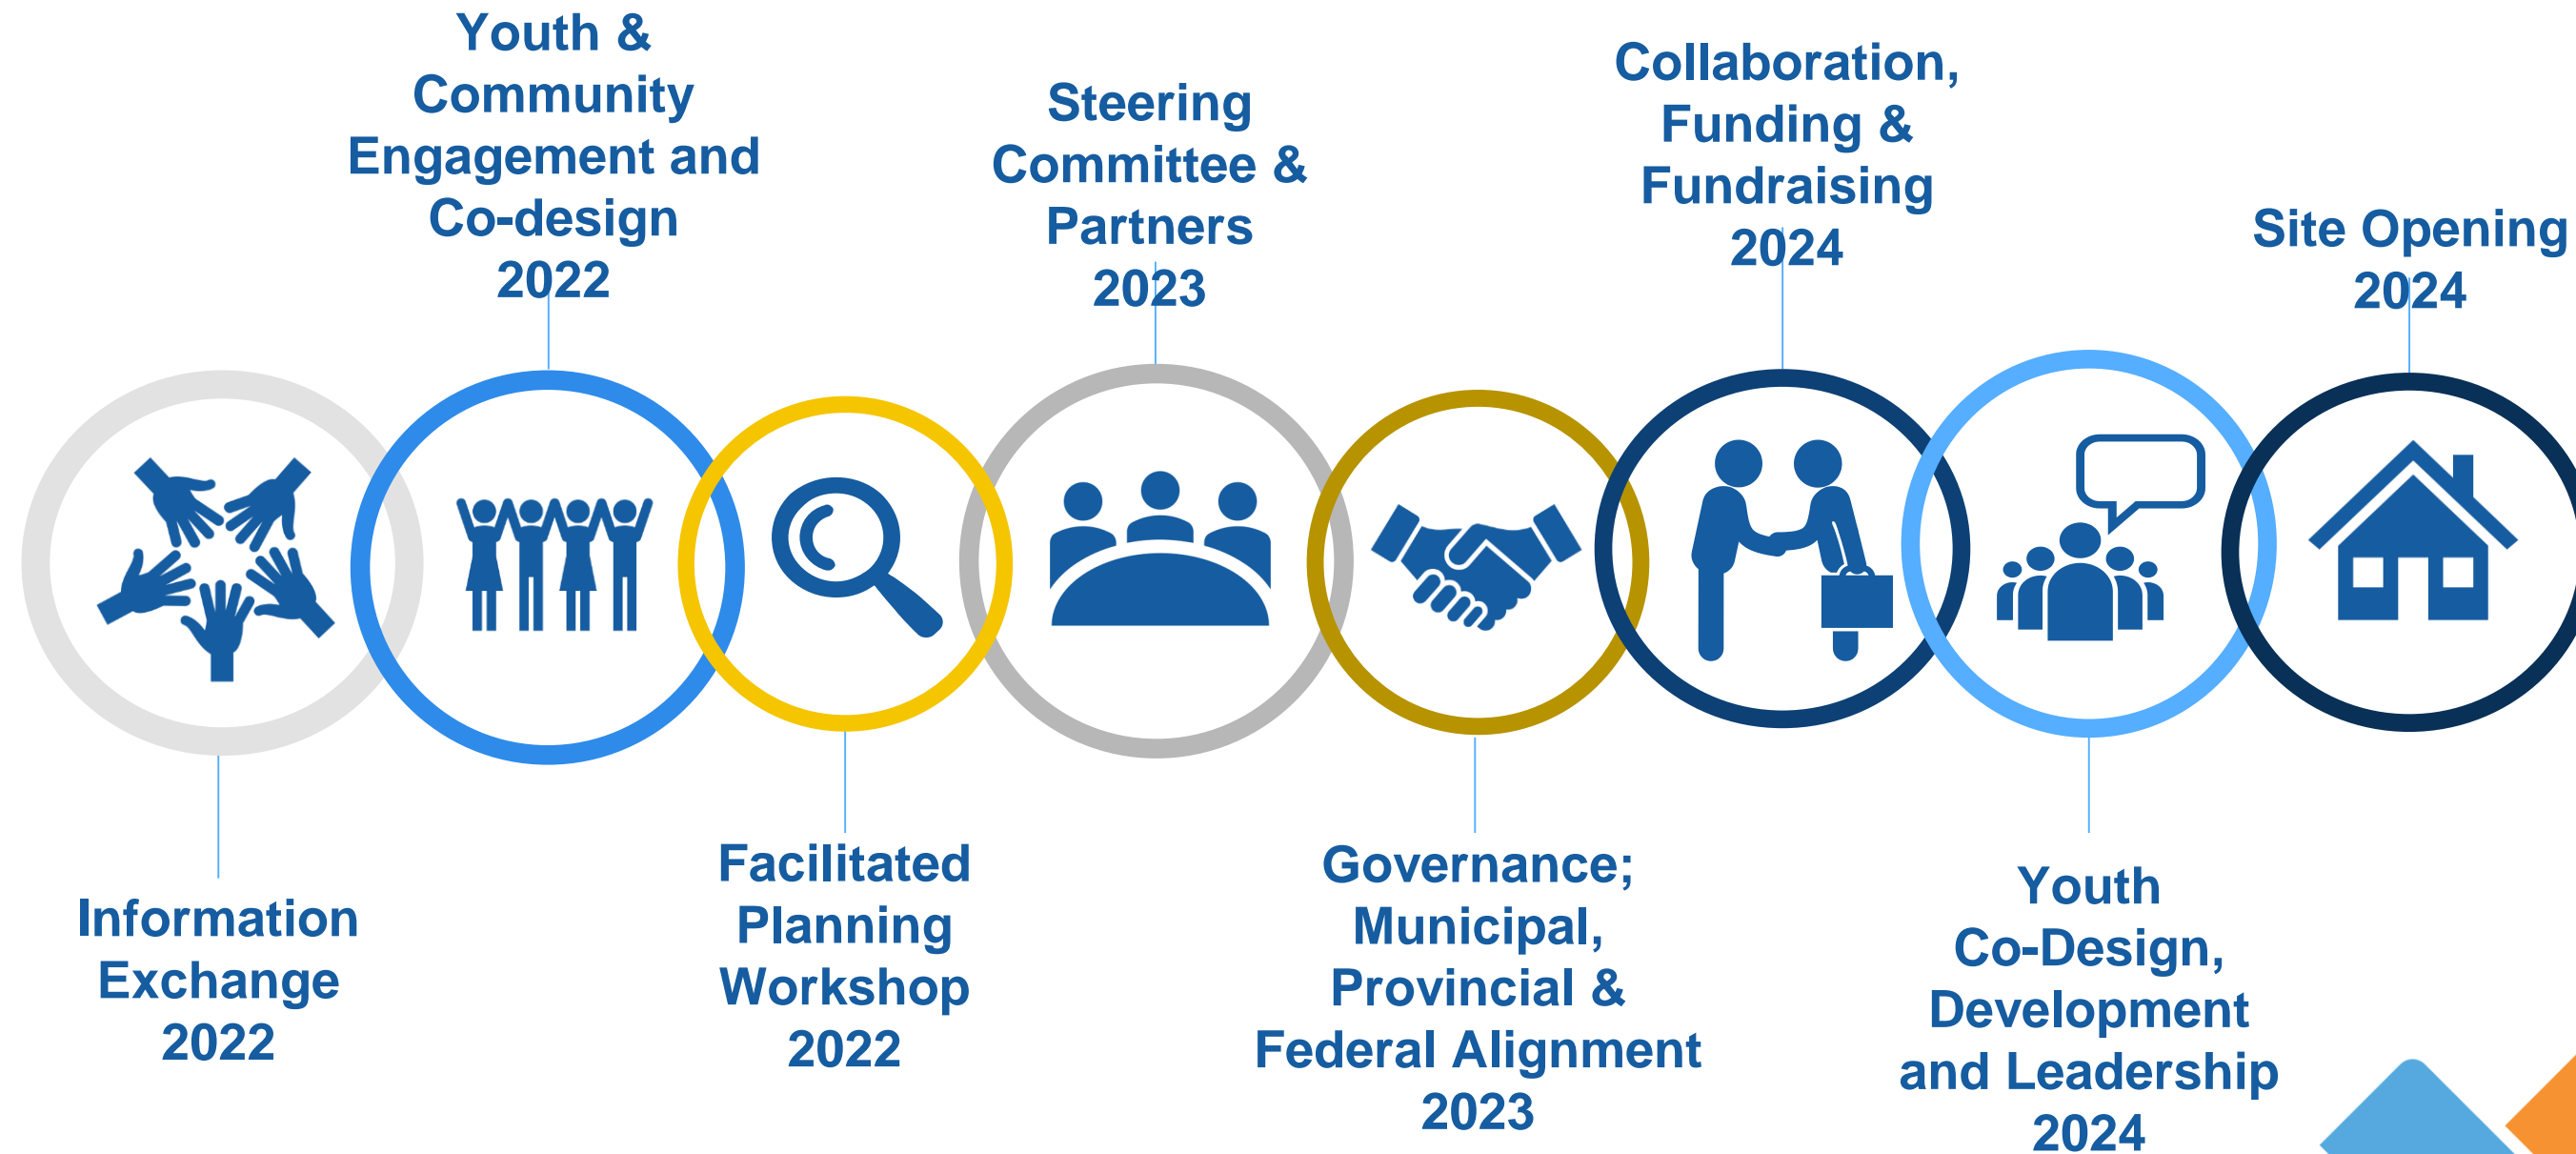 Information
Exchange
2022
Youth &
Community
Engagement and
Co-design
2022
Facilitated
Planning
Workshop
2022
Steering
Committee &
Partners
2023
Governance;
Municipal,
Provincial &
Federal Alignment
2023
Collaboration,
Funding &
Fundraising
2024
Youth
Co-Design,
Development
and Leadership
2024
Site Opening
2024